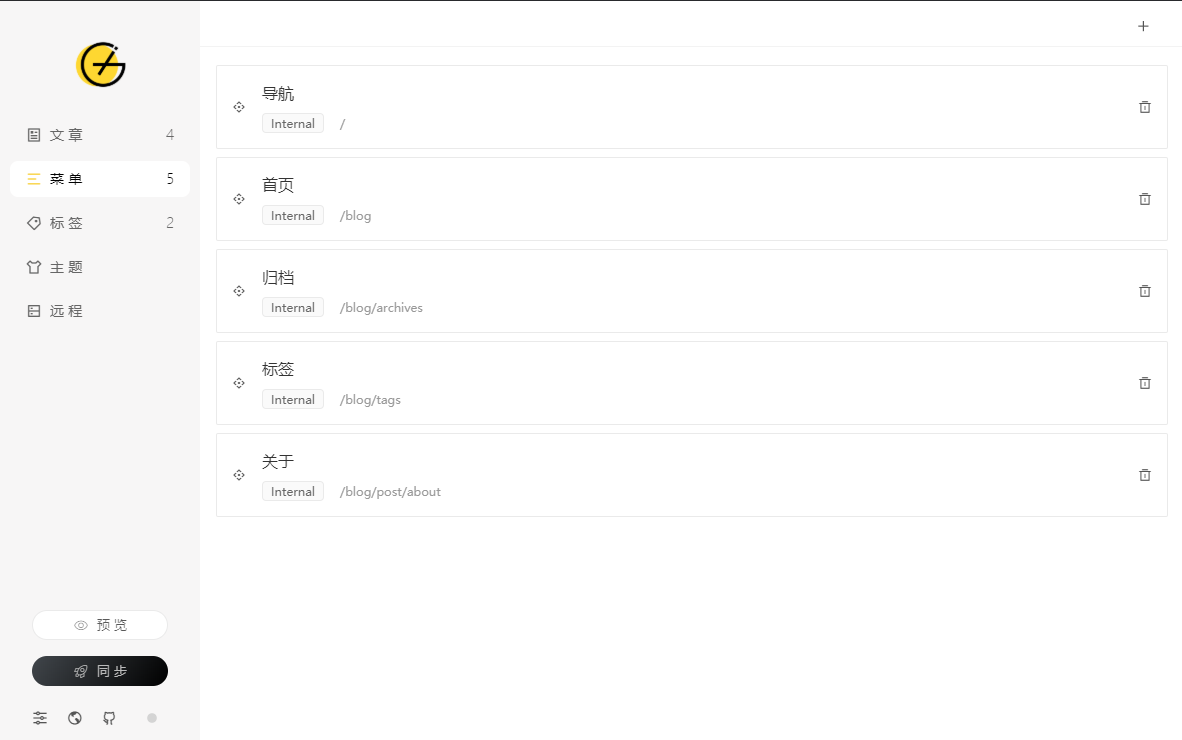 文章 4
菜单 5
标签 2
主题
远程
预览
同步
导航
Internal /
首页
Internal /blog
归档
Internal /blog/archives
标签
Internal /blog/tags
关于
Internal /blog/post/about